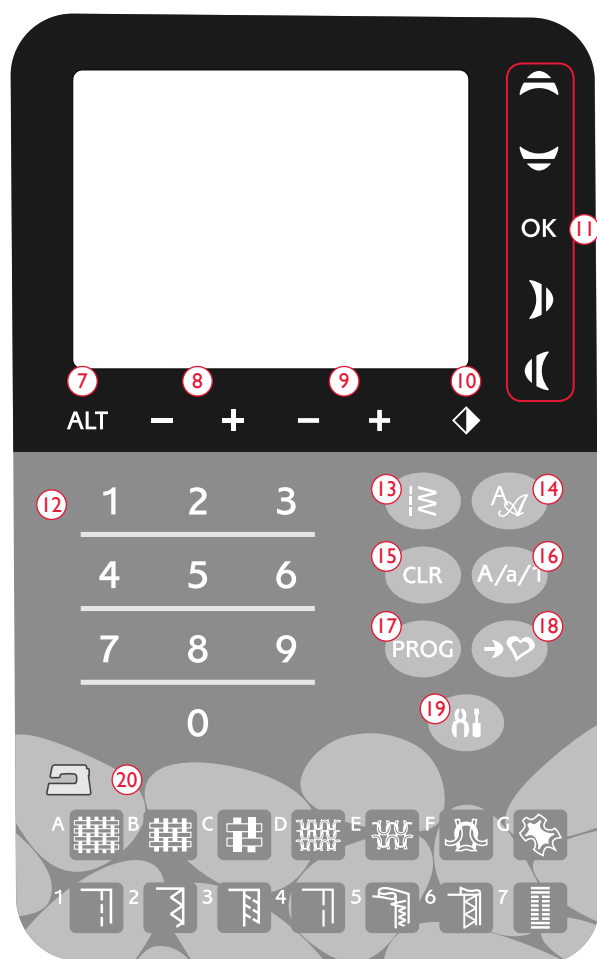 OK 11
7 8 9 10
ALT − + − +
12 1 2 3 13 14
15 16
4 5 6 CLR A/a/1
17 18
7 8 9 PROG
19
0
20
A B C D E F G
1 2 3 4 5 6 7